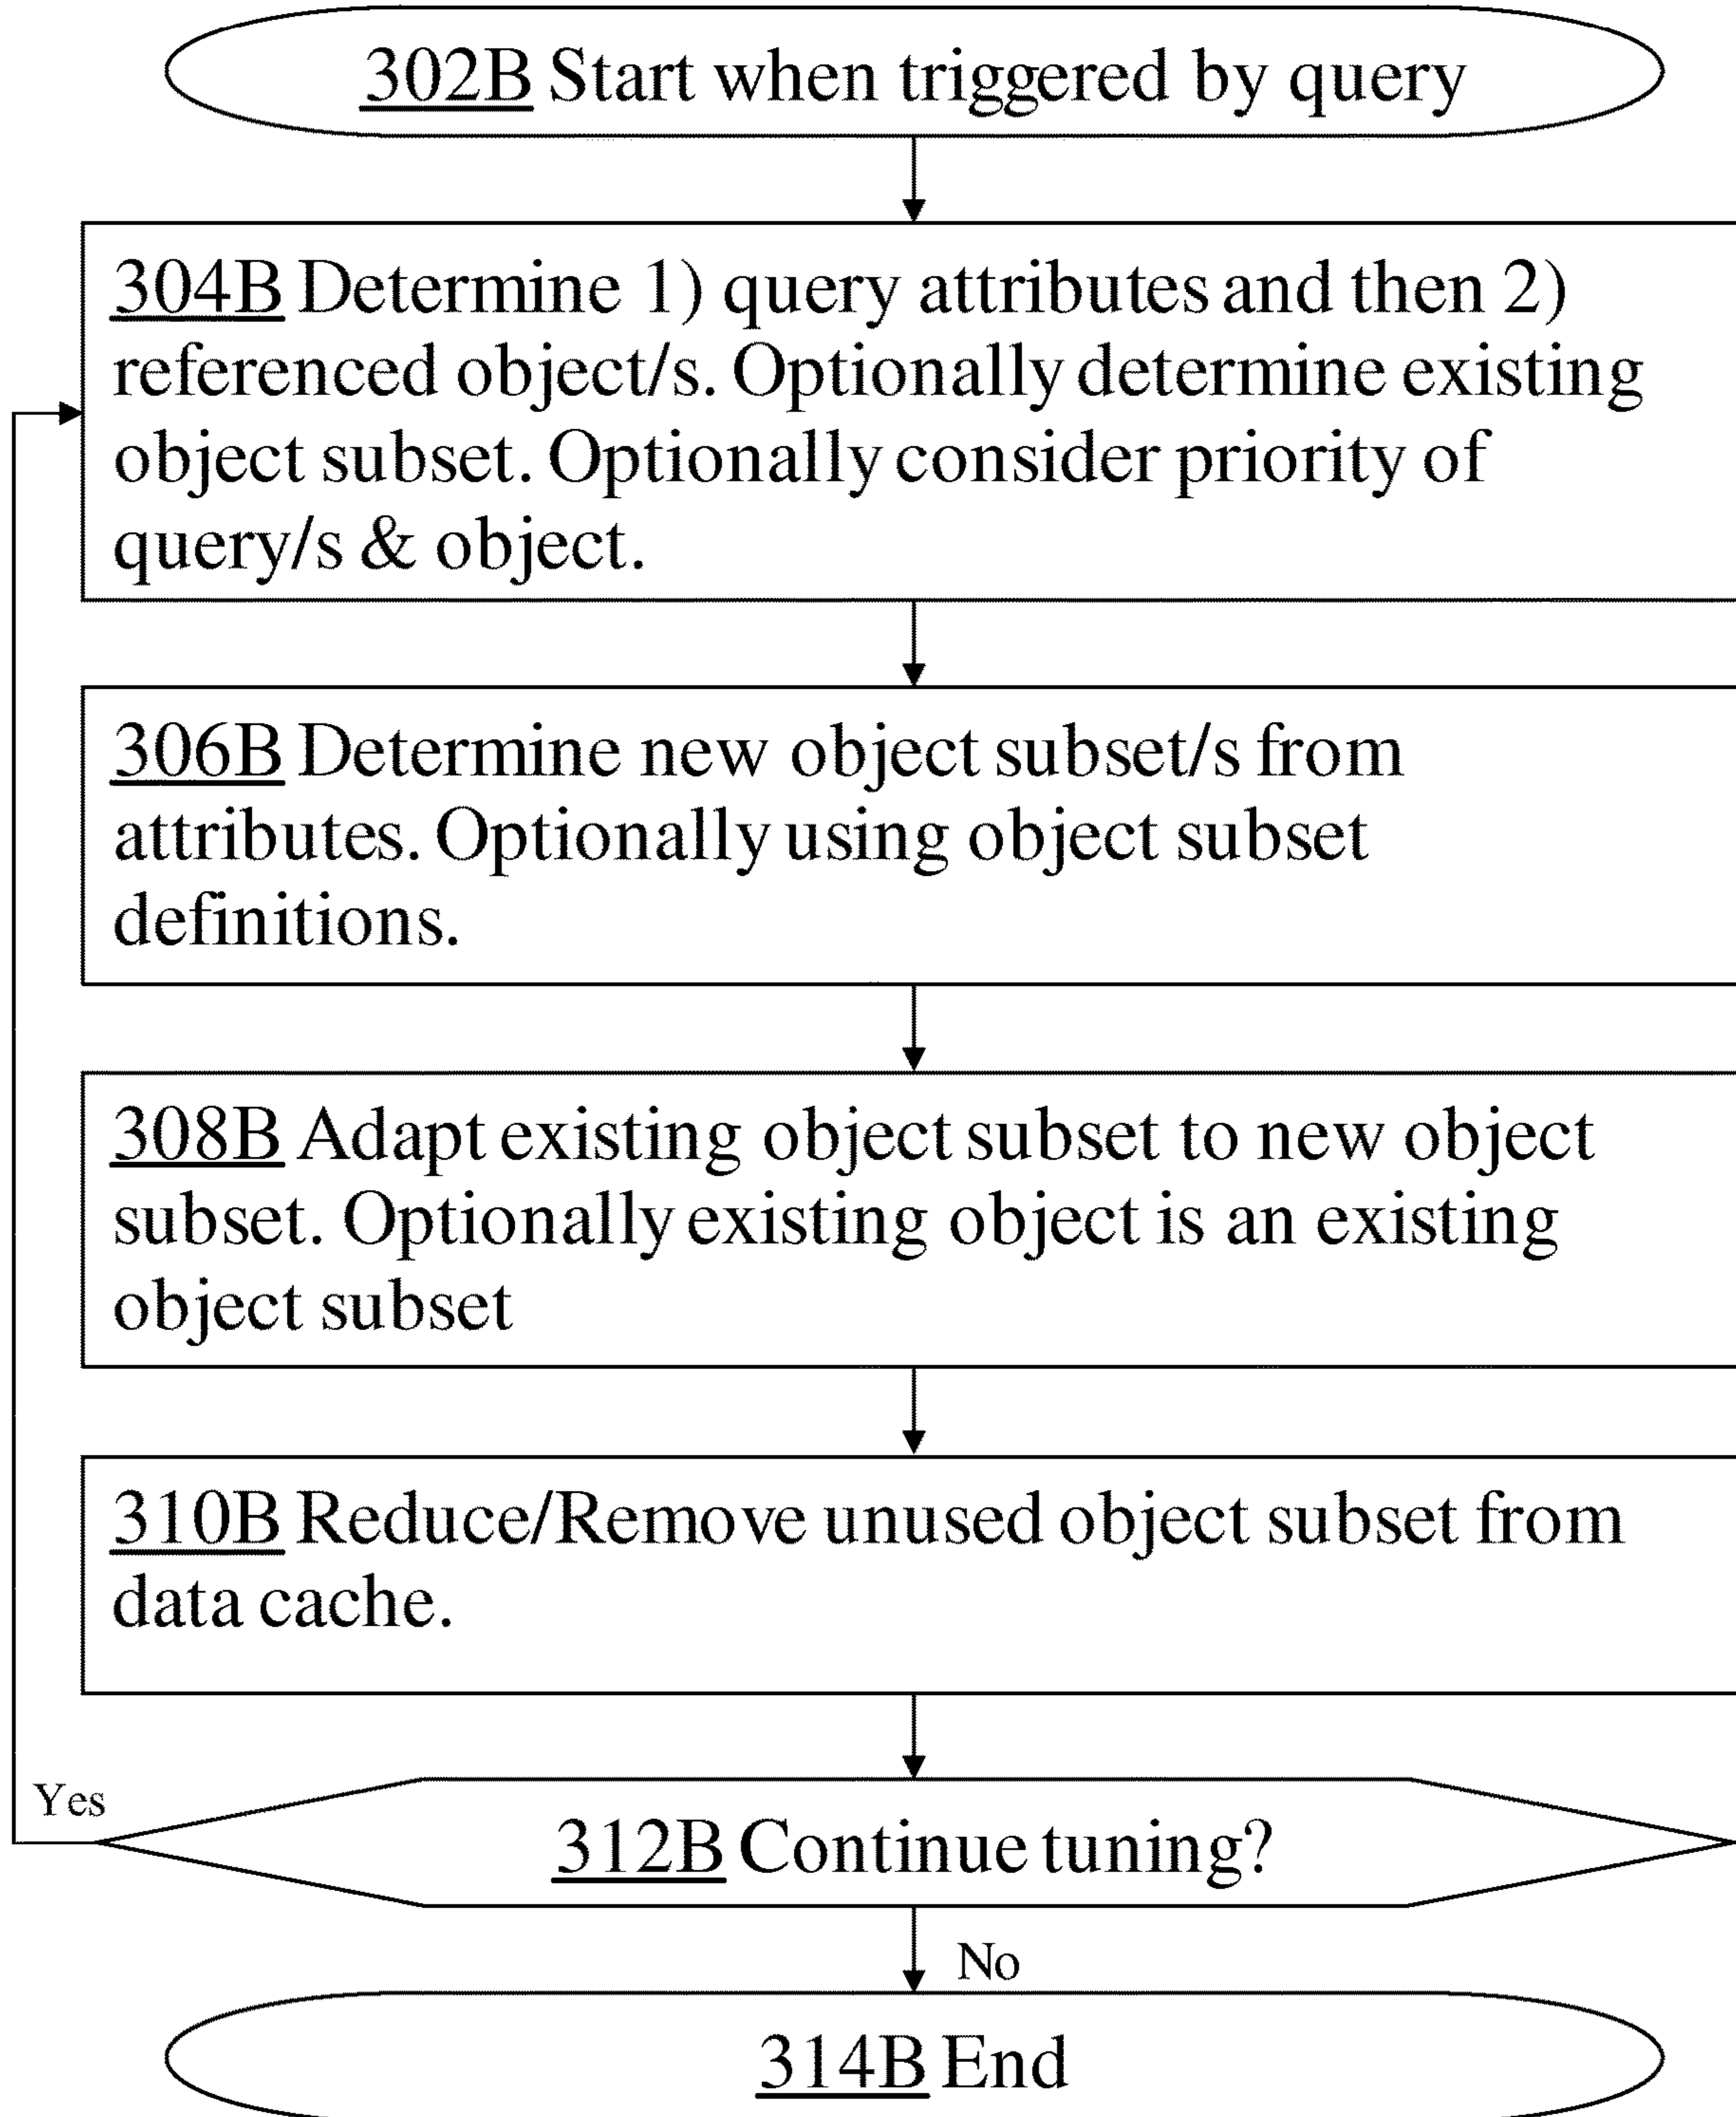 302B Start when triggered by query
304B Determine 1) query attributes and then 2)
referenced object/s. Optionally determine existing
object subset. Optionally consider priority of
query/s & object.
306B Determine new object subset/s from
attributes. Optionally using object subset
definitions.
308B Adapt existing object subset to new object
subset. Optionally existing object is an existing
object subset
310B Reduce/Remove unused object subset from
data cache.
Yes
312B Continue tuning?
No
314B End